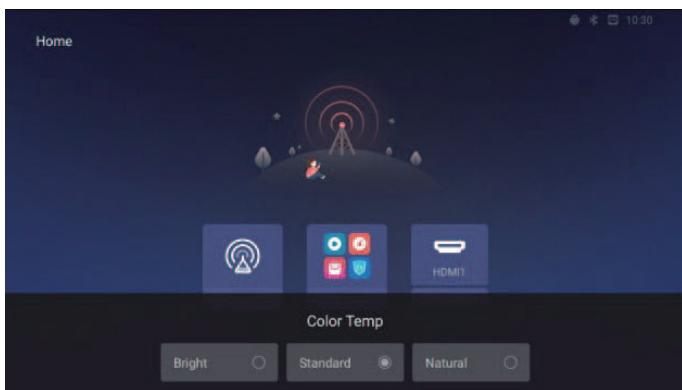 10:30
Home
HDMI1
Color Temp
Bright
Standard
Natural